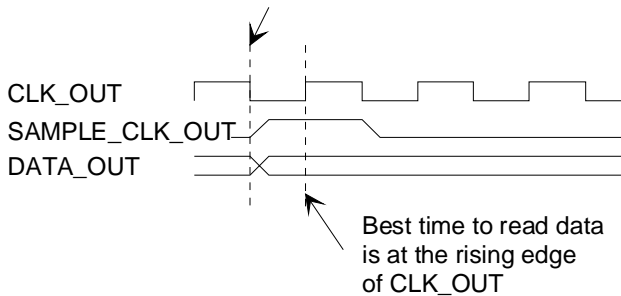 CLK_OUT
SAMPLE_CLK_OUT
DATA_OUT
Best time to read data
is at the rising edge
of CLK_OUT